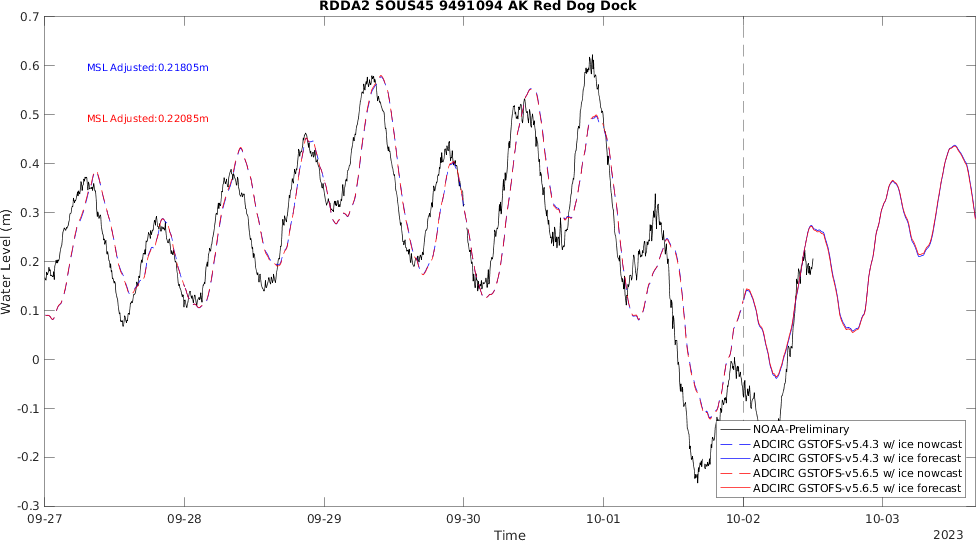 RDDA2 SOUS45 9491094 AK Red Dog Dock
0.7
0.6
0.5
0.4
0.3
0.2
0.1
0
-0.1
-0.2
-0.3
Water Level (m)
MSL Adjusted:0.21805m
MSL Adjusted:0.22085m
NOAA-Preliminary
ADCIRC GSTOFS-v5.4.3 w/ ice nowcast
ADCIRC GSTOFS-v5.4.3 w/ ice forecast
ADCIRC GSTOFS-v5.6.5 w/ ice nowcast
ADCIRC GSTOFS-v5.6.5 w/ ice forecast
09-27 09-28 09-29 09-30 10-01 10-02 10-03
Time
2023